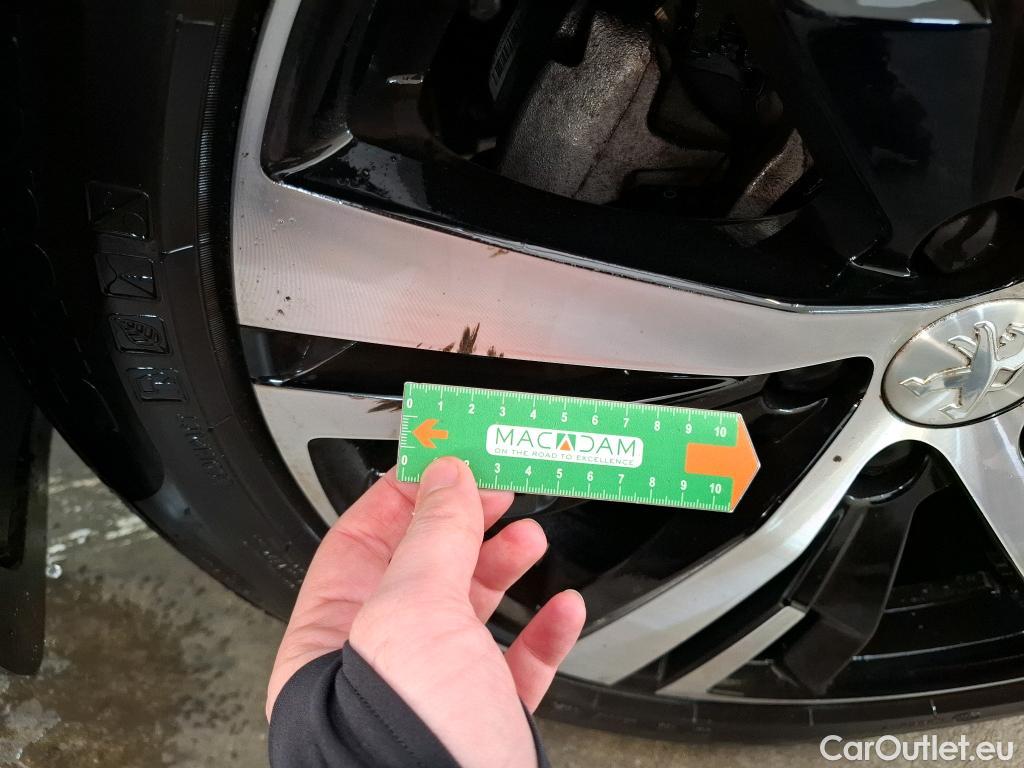 0 1 2 3 4 5 6 7 8 9 10
MACADAM
ON THE ROAD TO EXCELLENCE
0 2 3 4 5 6 7 8 9 10
CarOutlet.eu